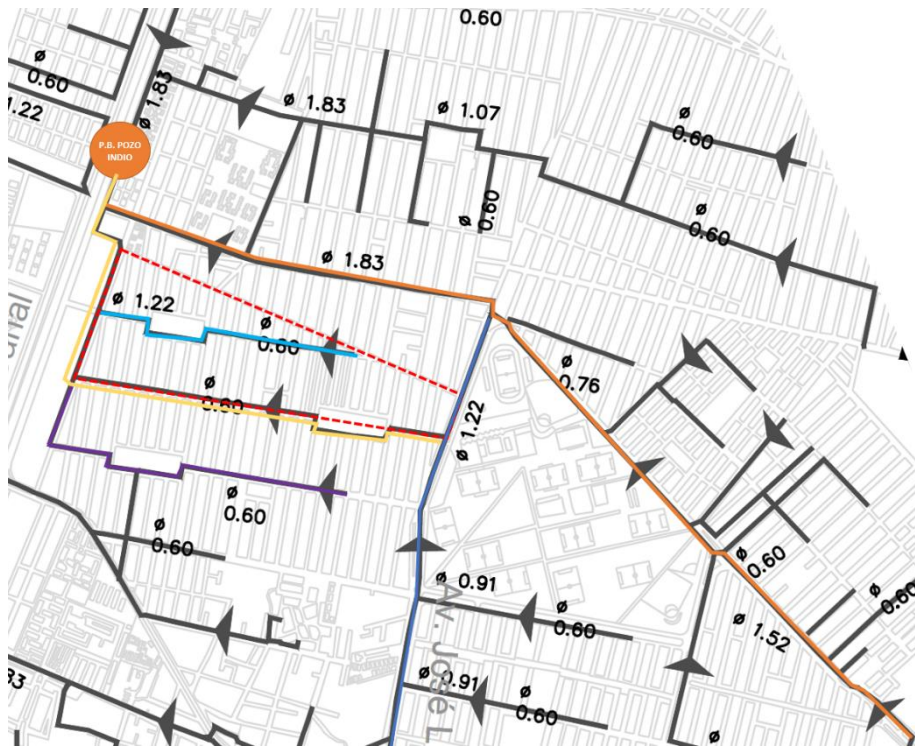 0.60
ø
0.60
ø 1.83
1.22
P.B. POZO
INDIO
ø 1.83
ø 1.07
ø
0.60
ø
0.60
ø
0.60
ø 1.83
ø 1.22
ø
0.60
ø
0.76
ø
0.60
ø 1.22
ø
0.60
ø
0.60
ø
0.60
ø
0.60
ø 0.91
ø
0.60
ø 1.52
Av. José L.
ø 0.91
ø
0.60
ø